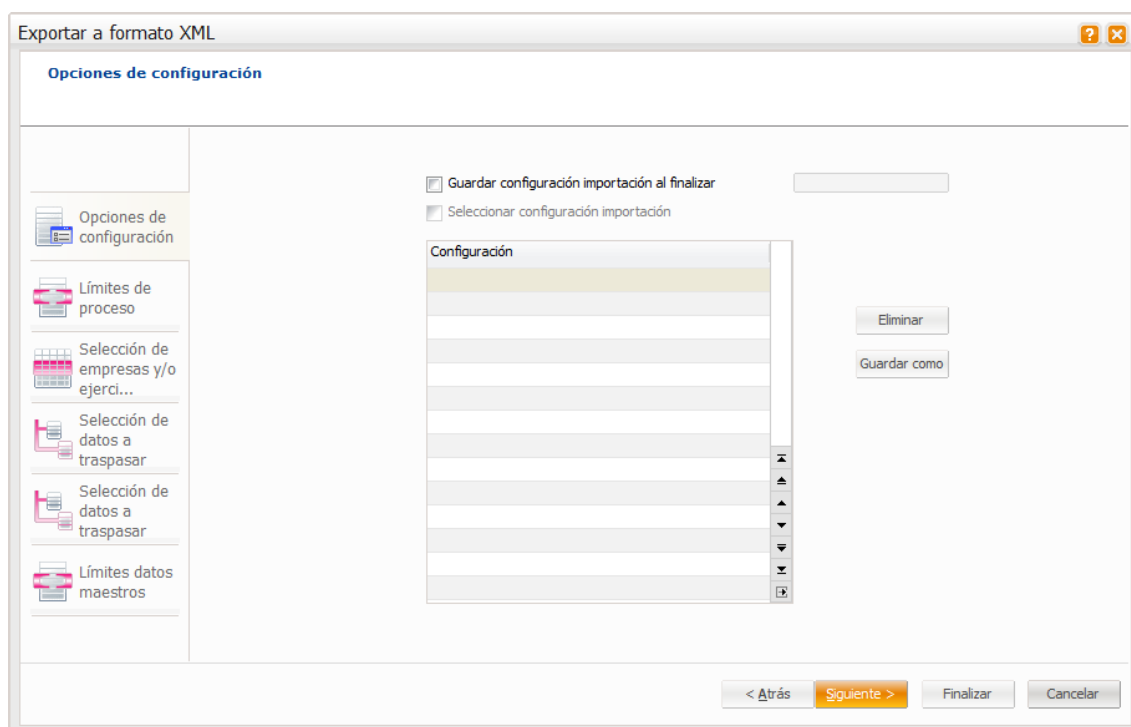 Exportar a formato XML
Opciones de configuración
Guardar configuración importación al finalizar
Seleccionar configuración importación
Opciones de
configuración
Configuración
Límites de
proceso
Eliminar
Selección de
empresas y/o
ejerci...
Guardar como
Selección de
datos a
traspasar
Selección de
datos a
traspasar
Límites datos
maestros
< Atrás
Siguiente >
Finalizar
Cancelar